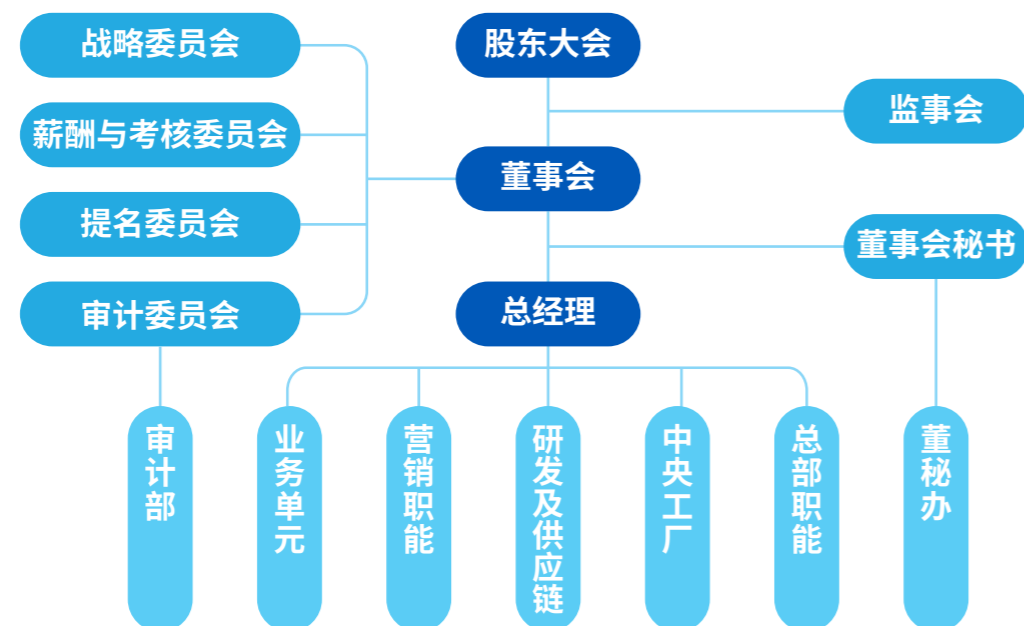 战略委员会
股东大会
监事会
薪酬与考核委员会
董事会
提名委员会
董事会秘书
审计委员会
总经理
审计部
业务单元
营销职能
研发及供应链
中央工厂
总部职能
董秘办